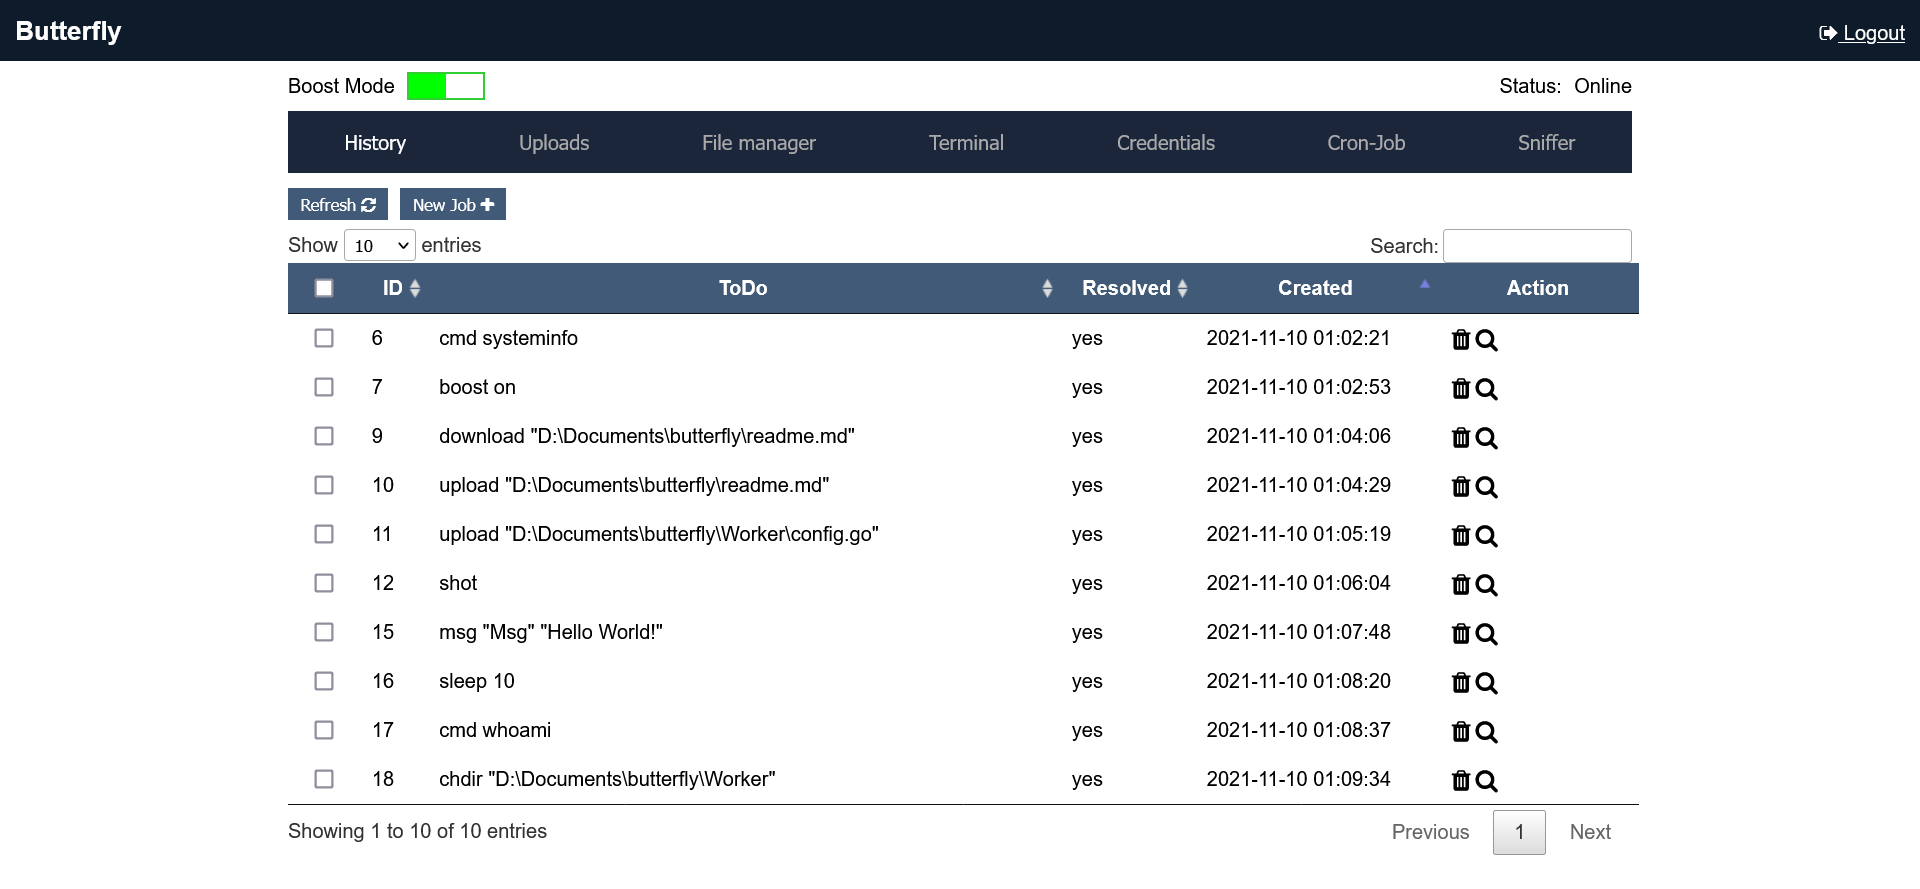 Butterfly
Logout
Boost Mode
Status: Online
History Uploads File manager Terminal Credentials Cron-Job Sniffer
Refresh New Job
Show 10 entries
Search:
ID ToDo Resolved Created Action
6 cmd systeminfo yes 2021-11-10 01:02:21
7 boost on yes 2021-11-10 01:02:53
9 download "D:\Documents\butterfly\readme.md" yes 2021-11-10 01:04:06
10 upload "D:\Documents\butterfly\readme.md" yes 2021-11-10 01:04:29
11 upload "D:\Documents\butterfly\Worker\config.go" yes 2021-11-10 01:05:19
12 shot yes 2021-11-10 01:06:04
15 msg "Msg" "Hello World!" yes 2021-11-10 01:07:48
16 sleep 10 yes 2021-11-10 01:08:20
17 cmd whoami yes 2021-11-10 01:08:37
18 chdir "D:\Documents\butterfly\Worker" yes 2021-11-10 01:09:34
Showing 1 to 10 of 10 entries
Previous 1 Next